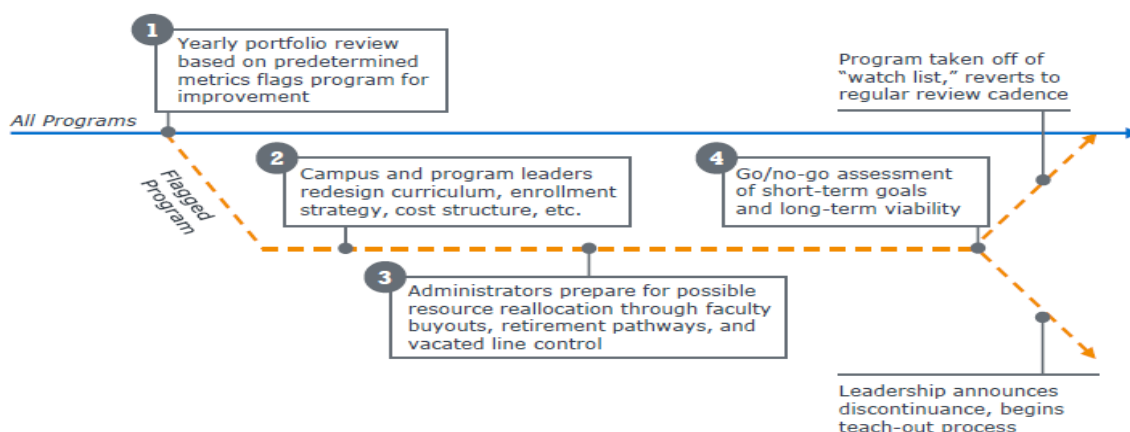 1
Yearly portfolio review
based on predetermined
metrics flags program for
improvement
Program taken off of
“watch list,” reverts to
regular review cadence
All Programs
Flagged
Program
2
Campus and program leaders
redesign curriculum, enrollment
strategy, cost structure, etc.
4
Go/no-go assessment
of short-term goals
and long-term viability
3
Administrators prepare for possible
resource reallocation through faculty
buyouts, retirement pathways, and
vacated line control
Leadership announces
discontinuance, begins
teach-out process